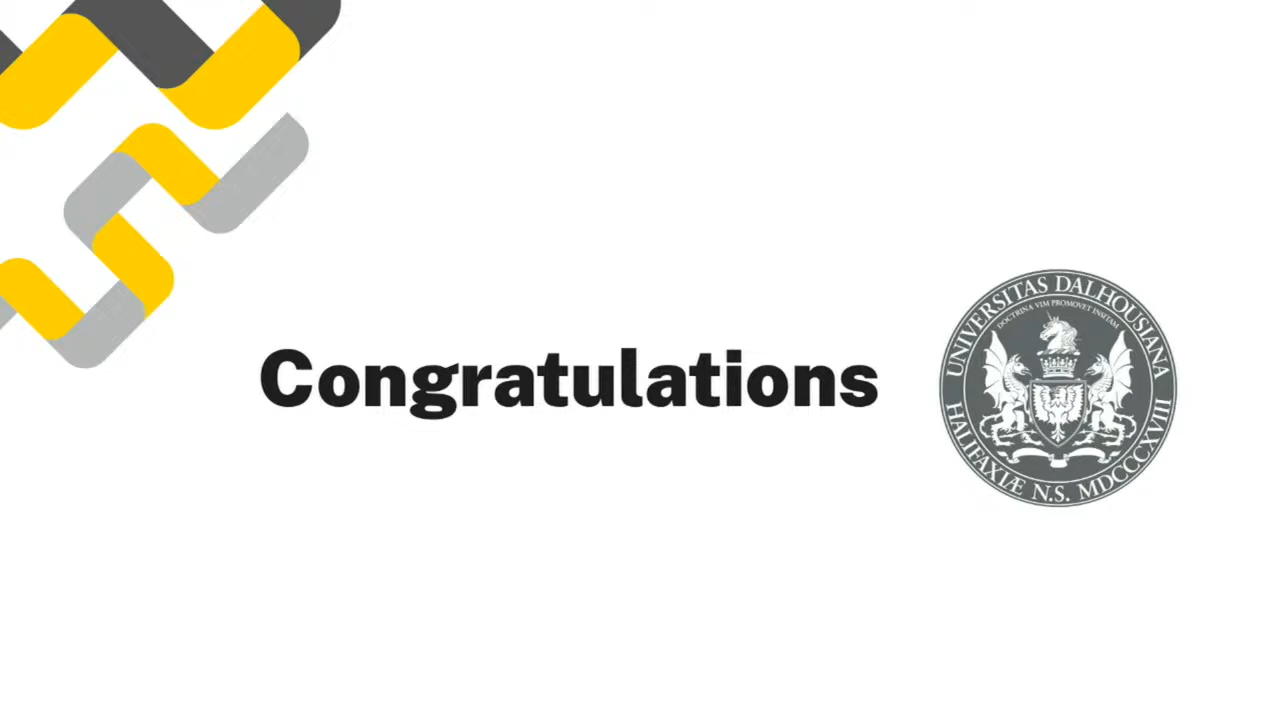 Congratulations
UNIVERSITAS DALHOUSIANA
DOCTRINA VIM PROMOVET INSITAM
HALIFAXIÆ N.S. MDCCCXVIII